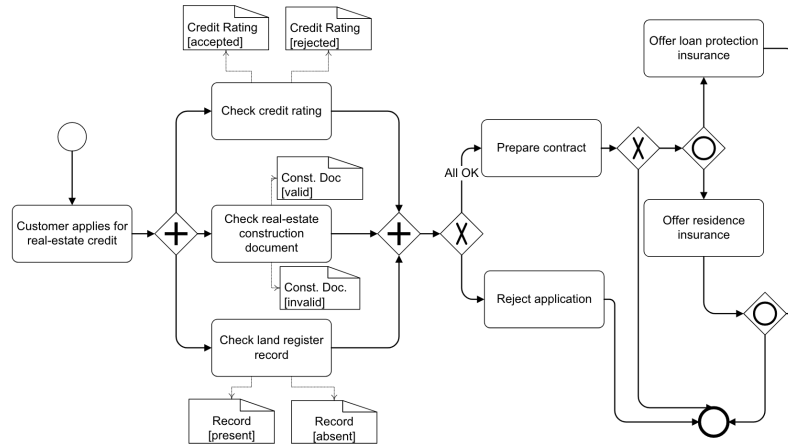 Credit Rating
[accepted]
Credit Rating
[rejected]
Offer loan protection
insurance
Check credit rating
Prepare contract
All OK
Const. Doc
[valid]
Customer applies for
real-estate credit
Check real-estate
construction
document
Offer residence
insurance
Const. Doc.
[invalid]
Reject application
Check land register
record
Record
[present]
Record
[absent]